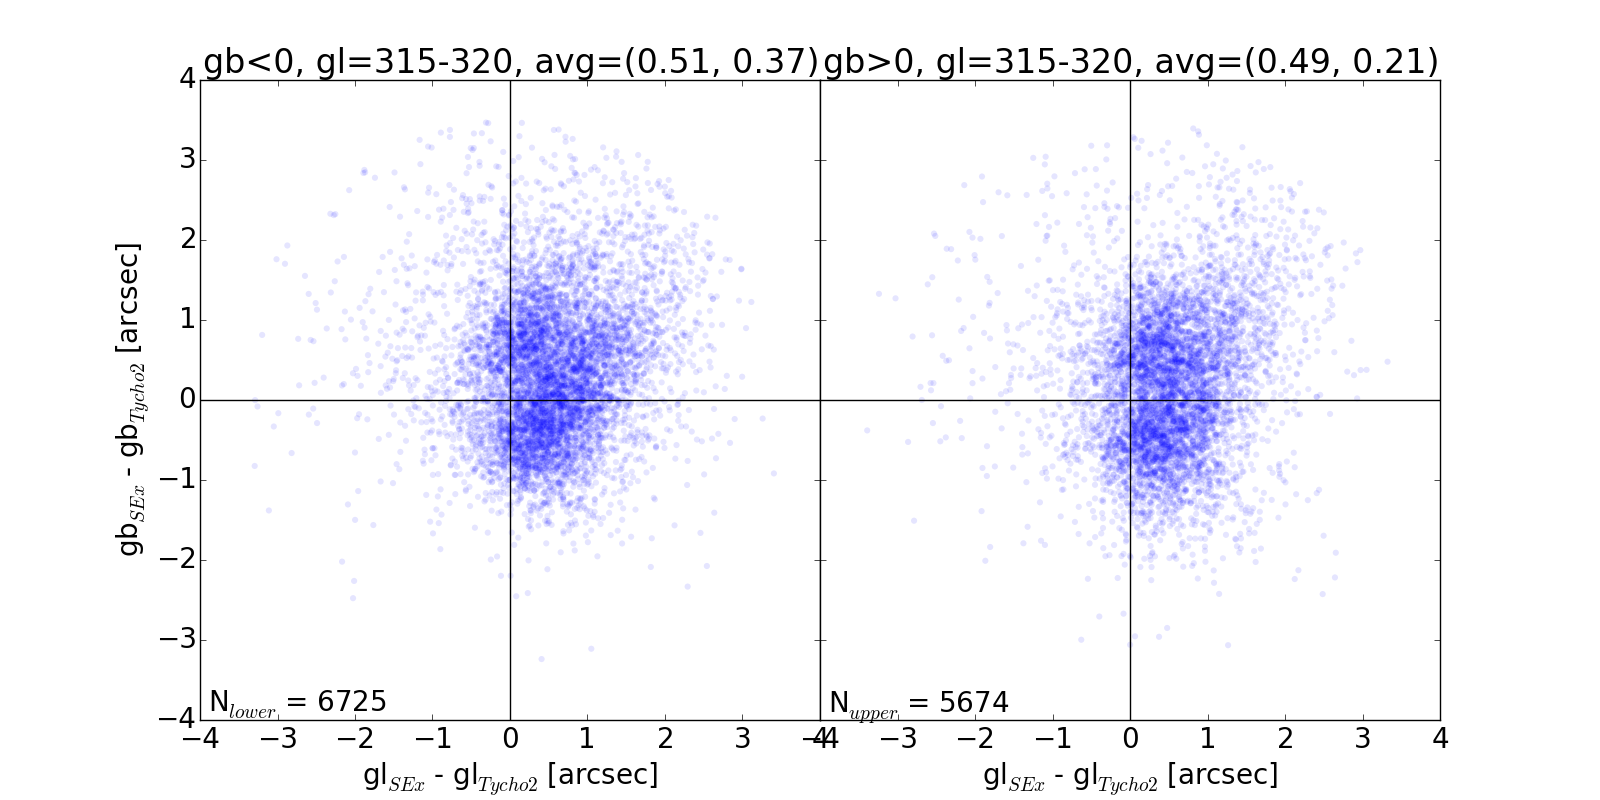 gb<0, gl=315-320, avg=(0.51, 0.37)
gb>0, gl=315-320, avg=(0.49, 0.21)
4
3
2
1
0
−1
−2
−3
−4
gb_SEx - gb_Tycho2 [arcsec]
N_lower = 6725
N_upper = 5674
−4 −3 −2 −1 0 1 2 3 4
−4 −3 −2 −1 0 1 2 3 4
gl_SEx - gl_Tycho2 [arcsec]
gl_SEx - gl_Tycho2 [arcsec]